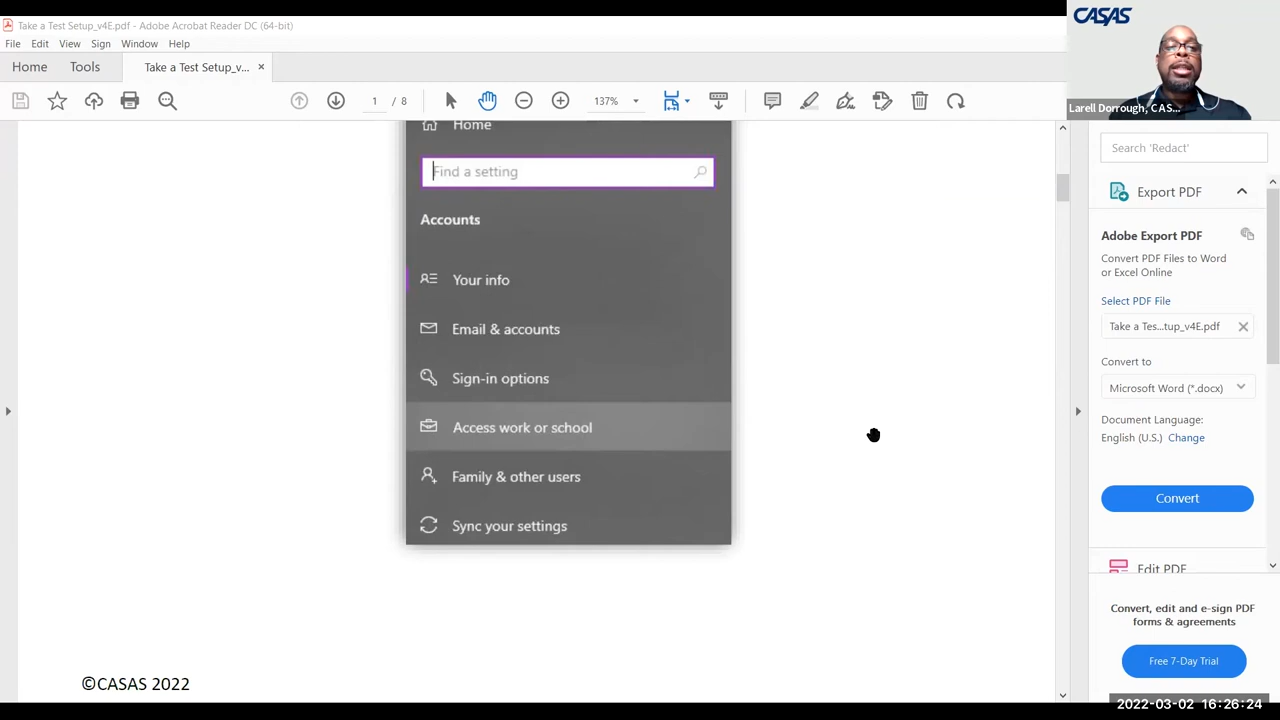 Take a Test Setup_v4E.pdf - Adobe Acrobat Reader DC (64-bit)
File Edit View Sign Window Help
Home Tools Take a Test Setup_v... ×
1 / 8 137%
Home
Find a setting
Accounts
Your info
Email & accounts
Sign-in options
Access work or school
Family & other users
Sync your settings
©CASAS 2022
CASAS
Larell Dorrough, CAS...
Search 'Redact'
Export PDF
Adobe Export PDF
Convert PDF Files to Word
or Excel Online
Select PDF File
Take a Tes...tup_v4E.pdf
Convert to
Microsoft Word (*.docx)
Document Language:
English (U.S.) Change
Convert
Edit PDF
Convert, edit and e-sign PDF
forms & agreements
Free 7-Day Trial
2022-03-02 16:26:24